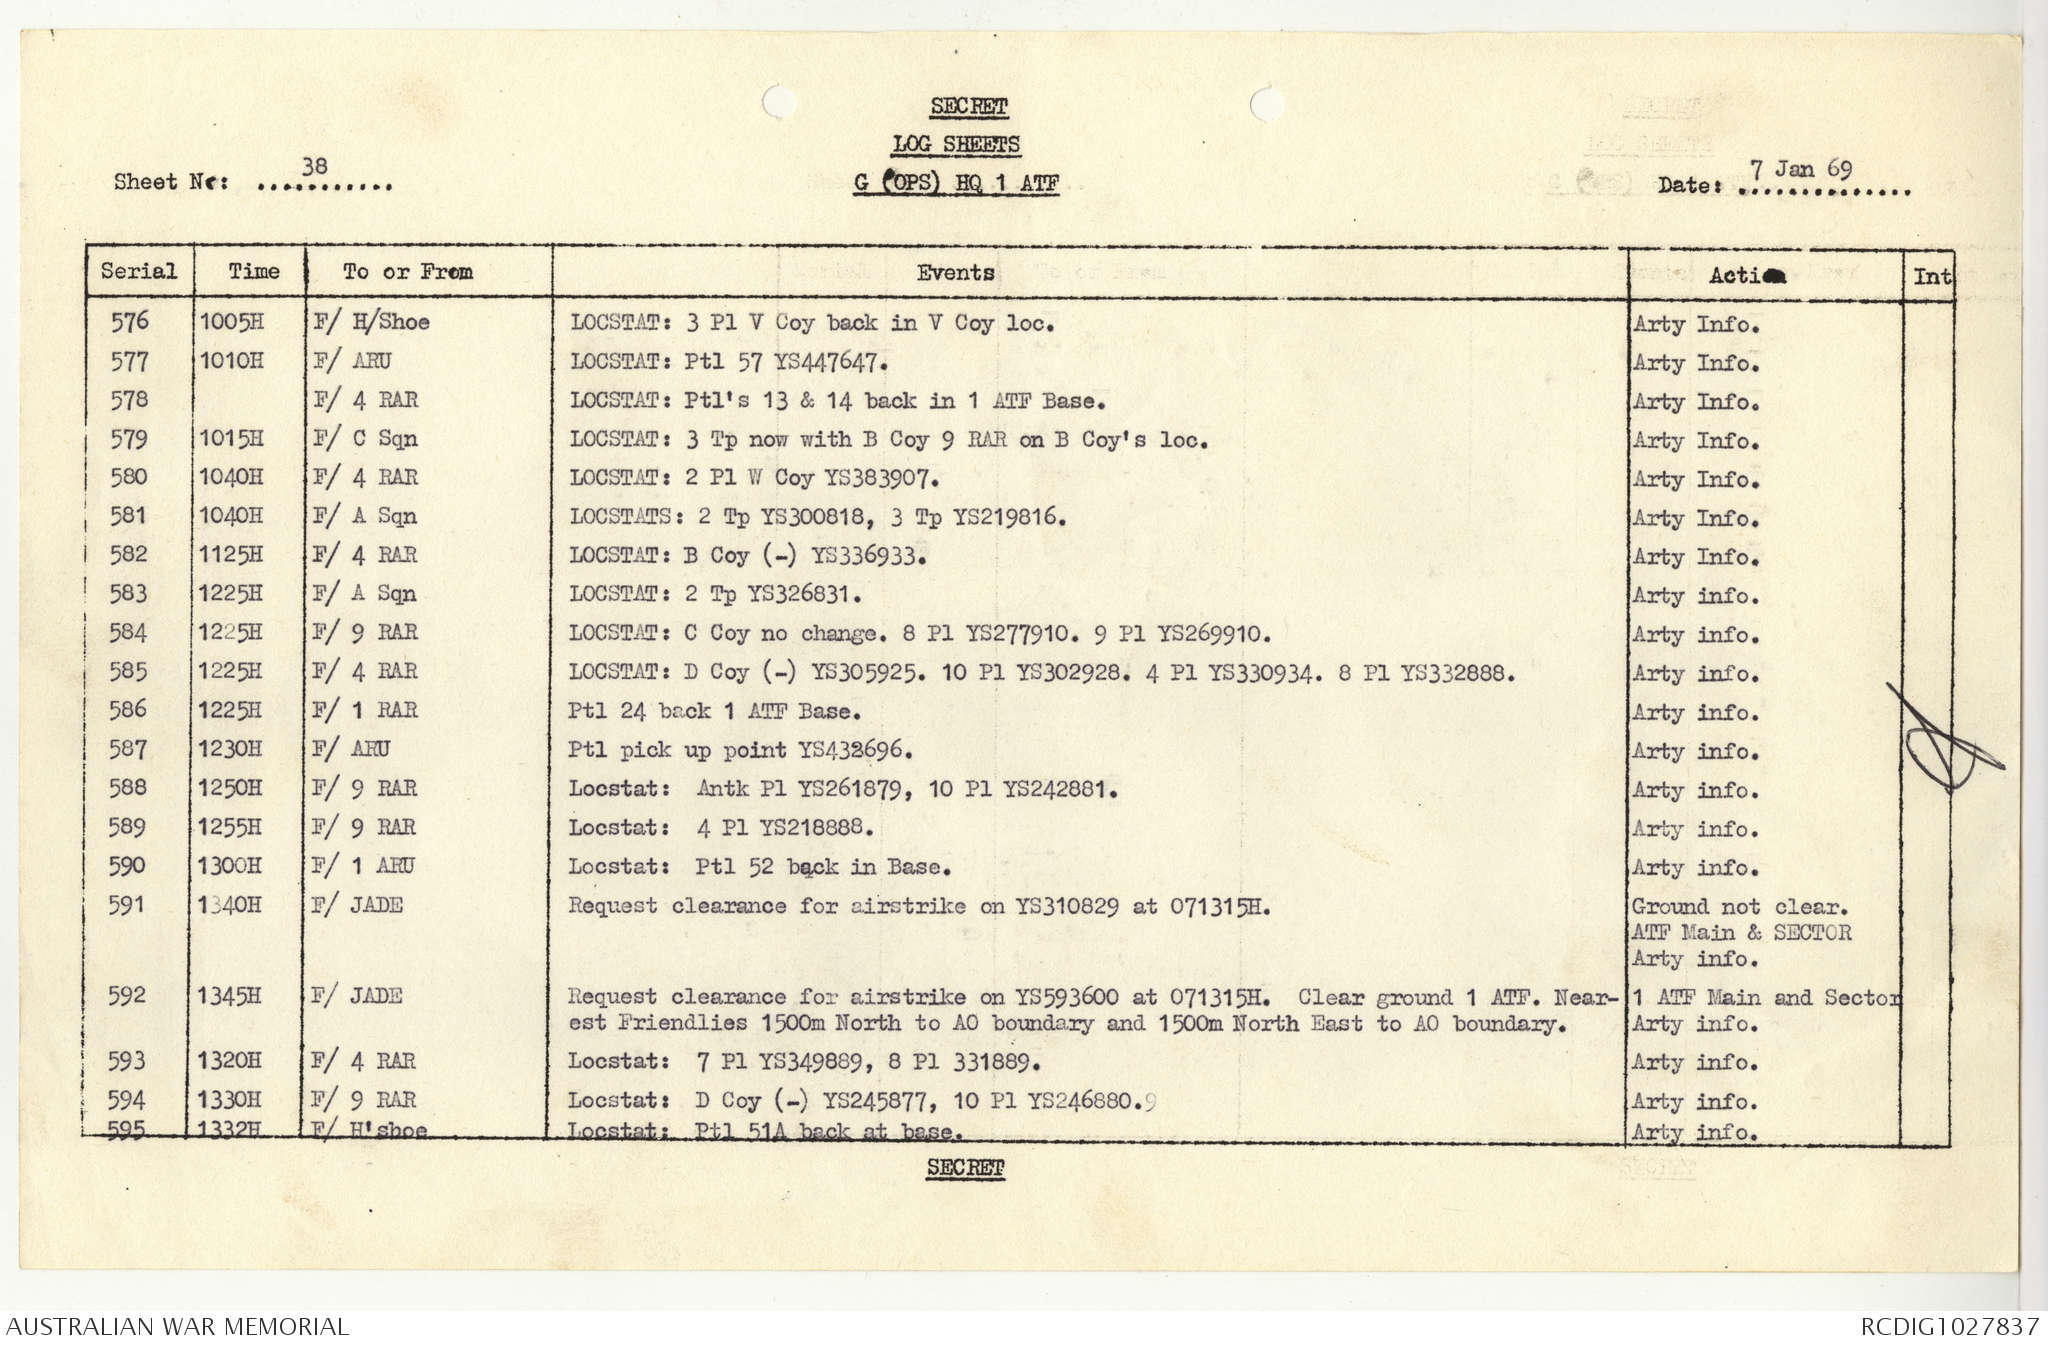 SECRET
LOG SHEETS
Sheet No: 38
G (OPS) HQ 1 ATF
Date: 7 Jan 69
Serial Time To or From Events Action Int
576 1005H F/ H/Shoe LOCSTAT: 3 Pl V Coy back in V Coy loc. Arty Info.
577 1010H F/ ARU LOCSTAT: Ptl 57 YS447647. Arty Info.
578 F/ 4 RAR LOCSTAT: Ptl's 13 & 14 back in 1 ATF Base. Arty Info.
579 1015H F/ C Sqn LOCSTAT: 3 Tp now with B Coy 9 RAR on B Coy's loc. Arty Info.
580 1040H F/ 4 RAR LOCSTAT: 2 Pl W Coy YS383907. Arty Info.
581 1040H F/ A Sqn LOCSTATS: 2 Tp YS300818, 3 Tp YS219816. Arty Info.
582 1125H F/ 4 RAR LOCSTAT: B Coy (-) YS336933. Arty Info.
583 1225H F/ A Sqn LOCSTAT: 2 Tp YS326831. Arty info.
584 1225H F/ 9 RAR LOCSTAT: C Coy no change. 8 Pl YS277910. 9 Pl YS269910. Arty info.
585 1225H F/ 4 RAR LOCSTAT: D Coy (-) YS305925. 10 Pl YS302928. 4 Pl YS330934. 8 Pl YS332888. Arty info.
586 1225H F/ 1 RAR Ptl 24 back 1 ATF Base. Arty info.
587 1230H F/ ARU Ptl pick up point YS432696. Arty info.
588 1250H F/ 9 RAR Locstat: Antk Pl YS261879, 10 Pl YS242881. Arty info.
589 1255H F/ 9 RAR Locstat: 4 Pl YS218888. Arty info.
590 1300H F/ 1 ARU Locstat: Ptl 52 back in Base. Arty info.
591 1340H F/ JADE Request clearance for airstrike on YS310829 at 071315H. Ground not clear.
ATF Main & SECTOR
Arty info.
592 1345H F/ JADE Request clearance for airstrike on YS593600 at 071315H. Clear ground 1 ATF. Near- 1 ATF Main and Sector
est Friendlies 1500m North to AO boundary and 1500m North East to AO boundary. Arty info.
593 1320H F/ 4 RAR Locstat: 7 Pl YS349889, 8 Pl 331889. Arty info.
594 1330H F/ 9 RAR Locstat: D Coy (-) YS245877, 10 Pl YS246880.9 Arty info.
595 1332H F/ H'shoe Locstat: Ptl 51A back at base. Arty info.
SECRET
AUSTRALIAN WAR MEMORIAL RCDIG1027837